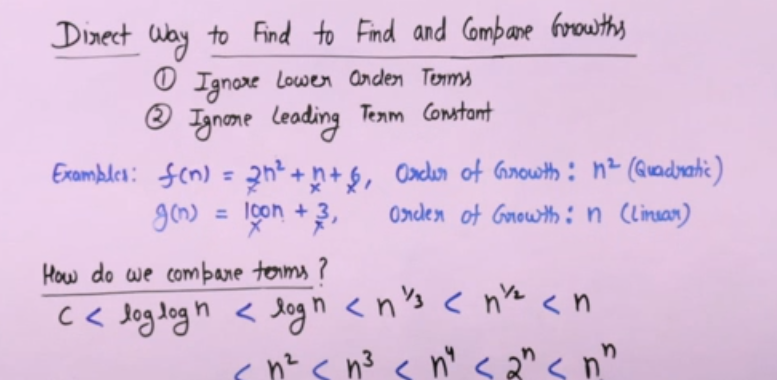 Direct Way to Find to Find and Compare Growths
① Ignore Lower Order Terms
② Ignore Leading Term Constant
Examples: f(n) = 2n² + n + 6, Order of Growth: n² (Quadratic)
g(n) = 100n + 3, Order of Growth: n (Linear)
How do we compare terms?
C < log log n < log n < n^1/3 < n^1/2 < n
< n² < n³ < n⁴ < 2ⁿ < nⁿ